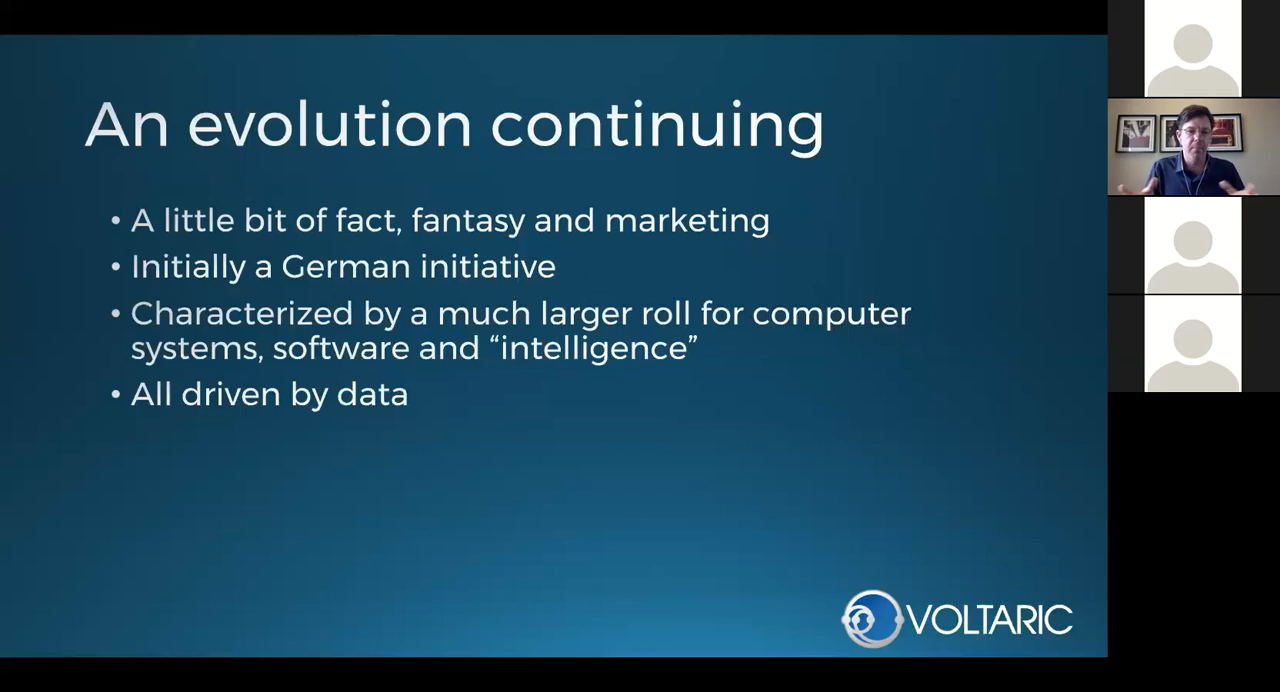 An evolution continuing
• A little bit of fact, fantasy and marketing
• Initially a German initiative
• Characterized by a much larger roll for computer
systems, software and “intelligence”
• All driven by data
VOLTARIC